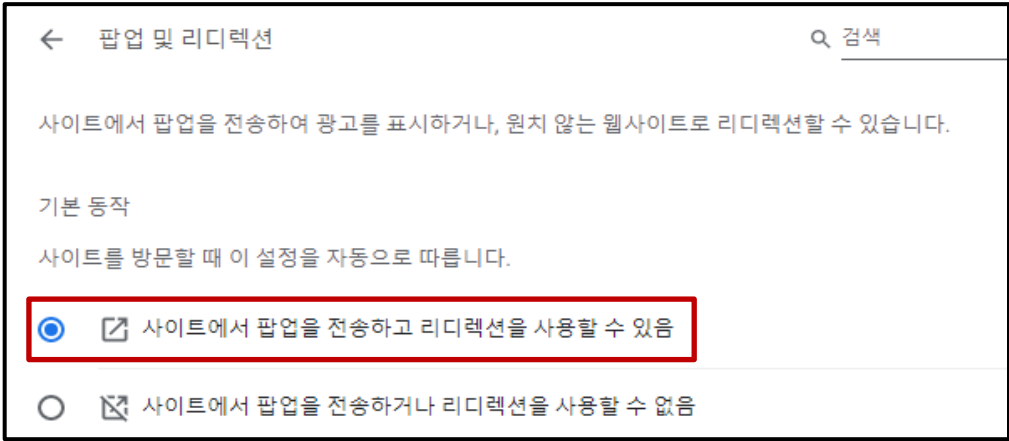 팝업 및 리디렉션
검색
사이트에서 팝업을 전송하여 광고를 표시하거나, 원치 않는 웹사이트로 리디렉션할 수 있습니다.
기본 동작
사이트를 방문할 때 이 설정을 자동으로 따릅니다.
사이트에서 팝업을 전송하고 리디렉션을 사용할 수 있음
사이트에서 팝업을 전송하거나 리디렉션을 사용할 수 없음